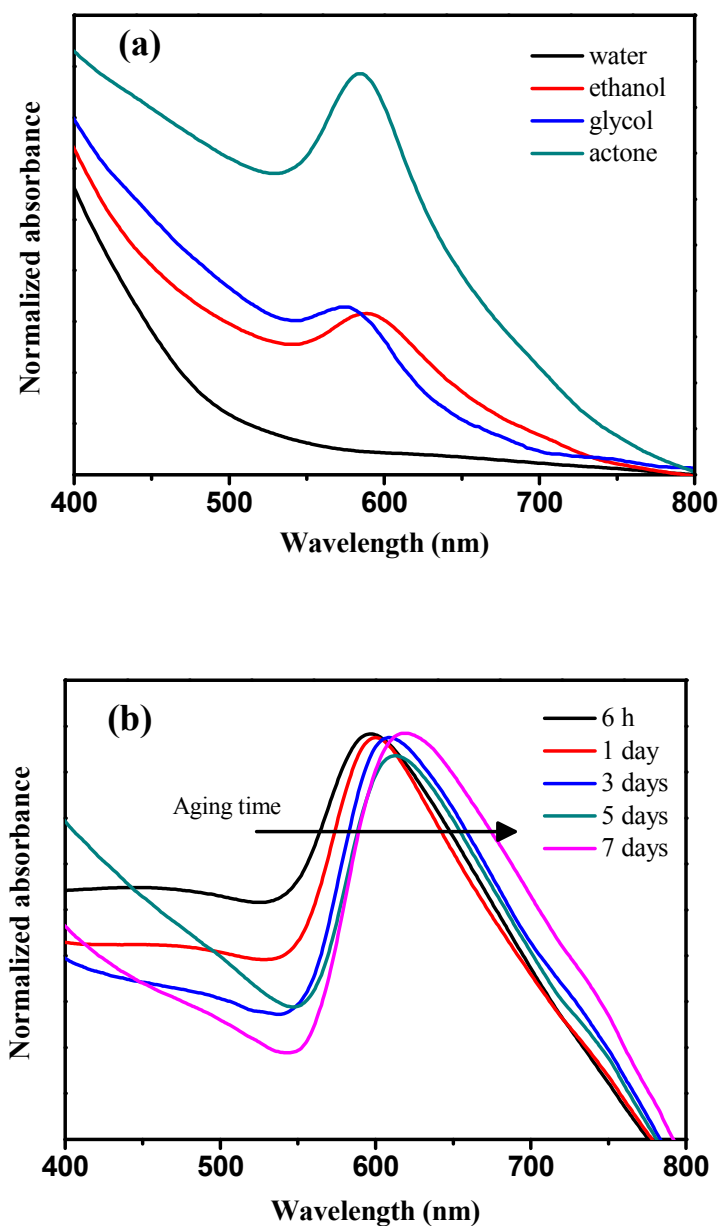 (a)
water
ethanol
glycol
actone
Normalized absorbance
400 500 600 700 800
Wavelength (nm)
(b)
6 h
1 day
3 days
5 days
7 days
Aging time
Normalized absorbance
400 500 600 700 800
Wavelength (nm)